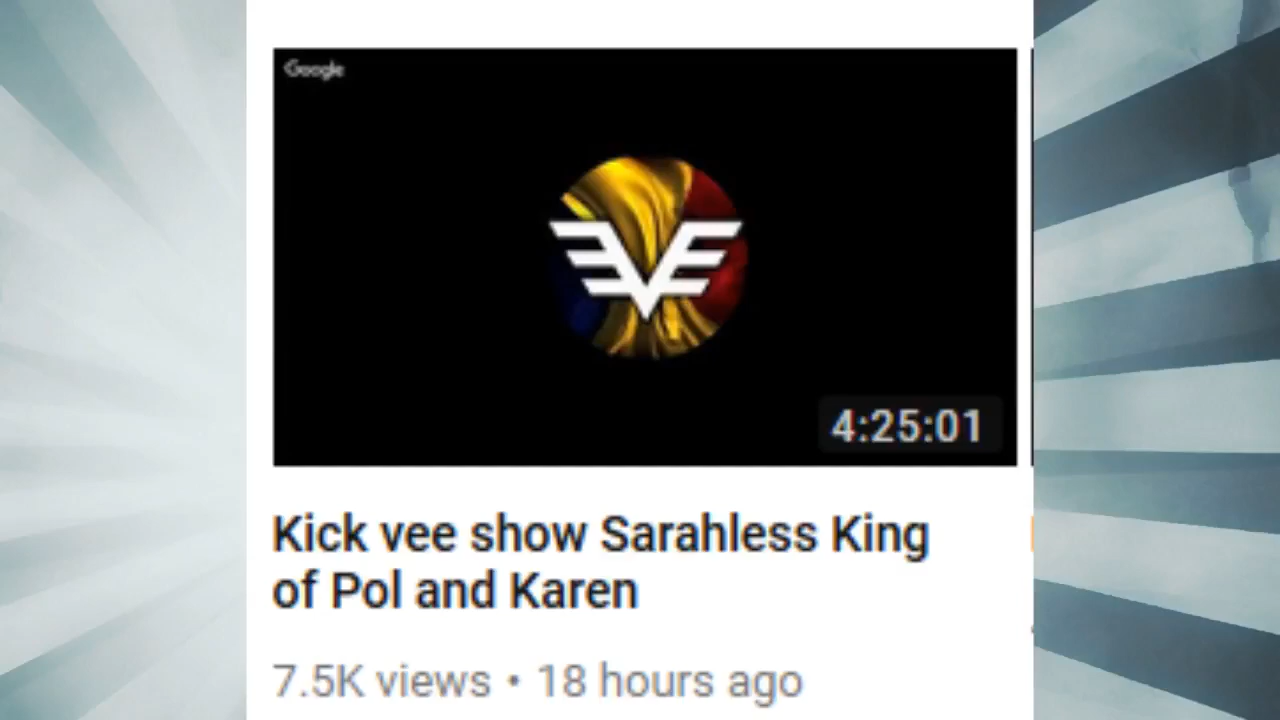 Google
4:25:01
Kick vee show Sarahless King
of Pol and Karen
7.5K views • 18 hours ago